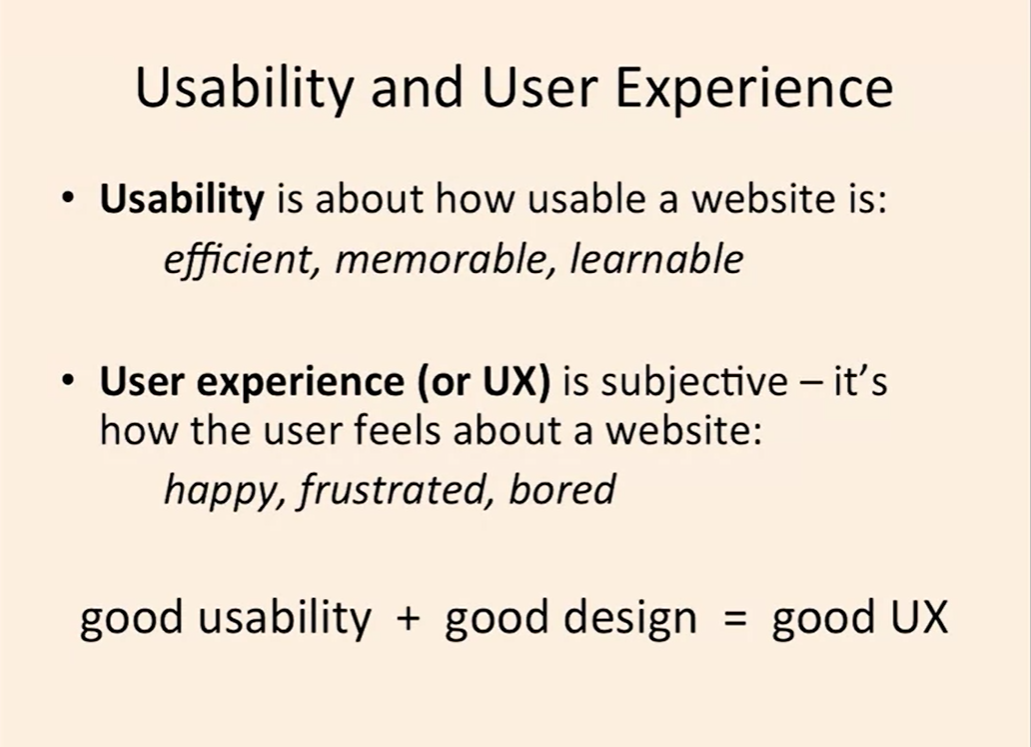 Usability and User Experience
• Usability is about how usable a website is:
efficient, memorable, learnable
• User experience (or UX) is subjective – it’s
how the user feels about a website:
happy, frustrated, bored
good usability + good design = good UX